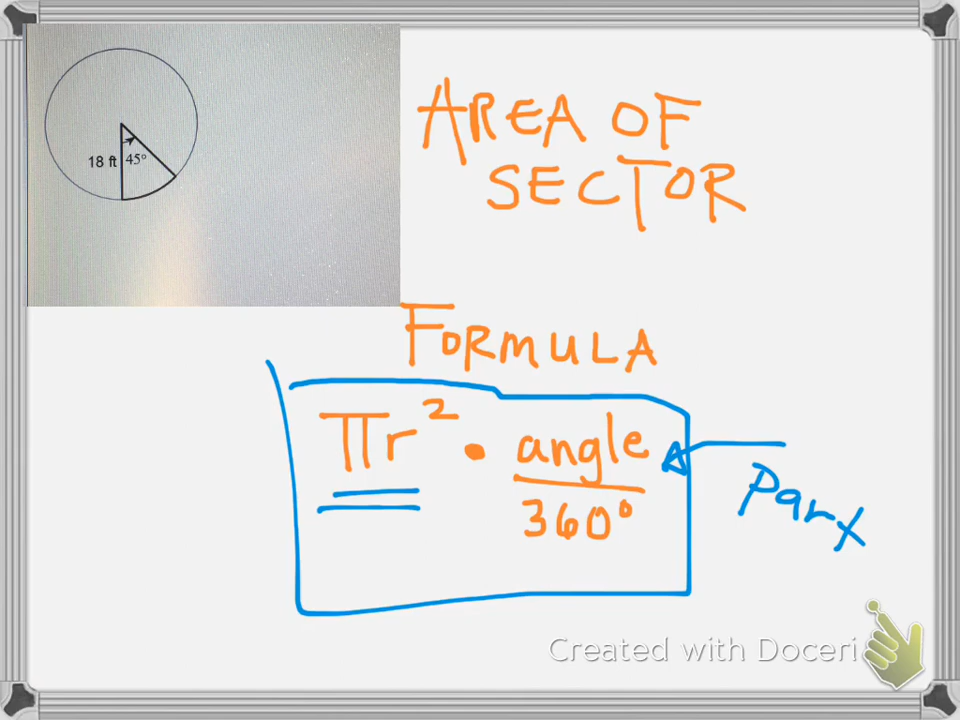 18 ft 45°
AREA OF
SECTOR
FORMULA
πr² • angle/360°
Part
Created with Doceri